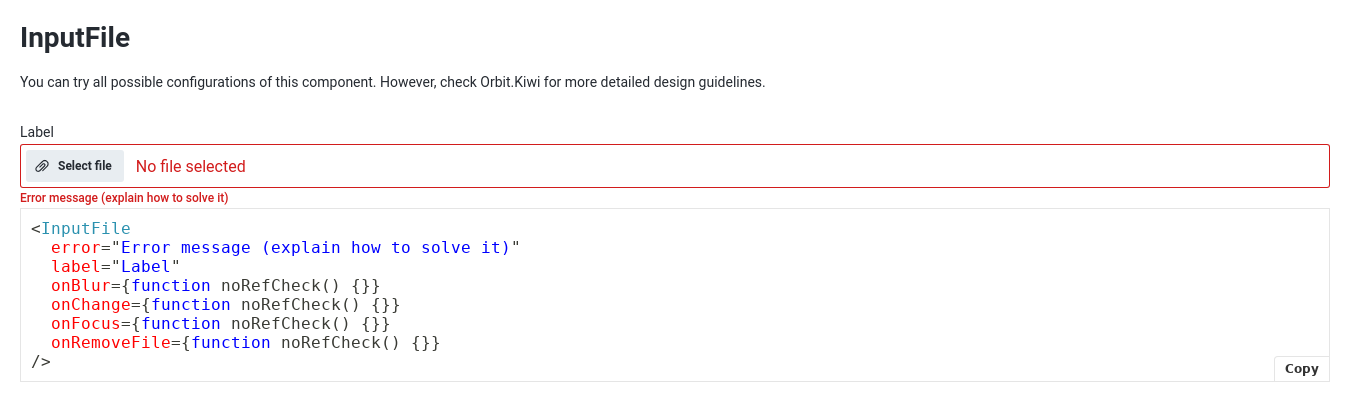 InputFile
You can try all possible configurations of this component. However, check Orbit.Kiwi for more detailed design guidelines.
Label
Select file No file selected
Error message (explain how to solve it)
<InputFile
  error="Error message (explain how to solve it)"
  label="Label"
  onBlur={function noRefCheck() {}}
  onChange={function noRefCheck() {}}
  onFocus={function noRefCheck() {}}
  onRemoveFile={function noRefCheck() {}}
/>
Copy